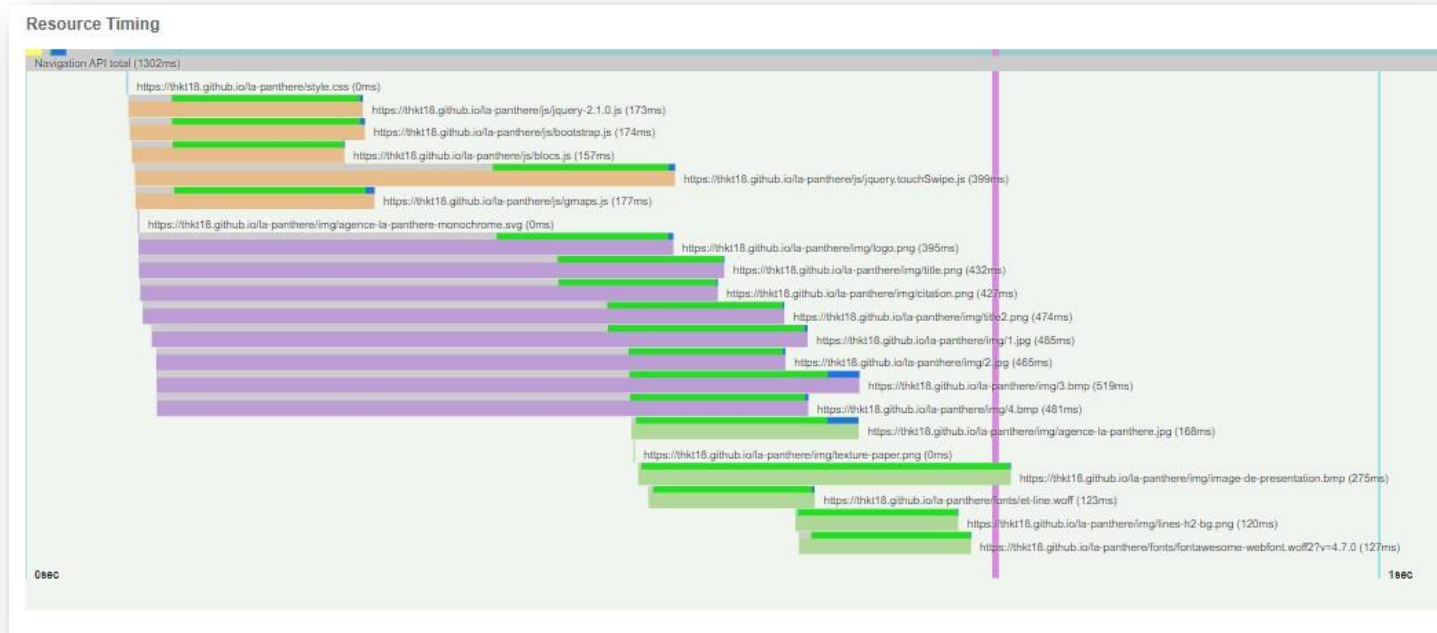 Resource Timing
Navigation API total (1302ms)
https://thkt18.github.io/la-panthere/style.css (0ms)
https://thkt18.github.io/la-panthere/js/jquery-2.1.0.js (173ms)
https://thkt18.github.io/la-panthere/js/bootstrap.js (174ms)
https://thkt18.github.io/la-panthere/js/blocs.js (157ms)
https://thkt18.github.io/la-panthere/js/jquery.touchSwipe.js (399ms)
https://thkt18.github.io/la-panthere/js/gmaps.js (177ms)
https://thkt18.github.io/la-panthere/img/agence-la-panthere-monochrome.svg (0ms)
https://thkt18.github.io/la-panthere/img/logo.png (395ms)
https://thkt18.github.io/la-panthere/img/title.png (432ms)
https://thkt18.github.io/la-panthere/img/citation.png (427ms)
https://thkt18.github.io/la-panthere/img/title2.png (474ms)
https://thkt18.github.io/la-panthere/img/1.jpg (485ms)
https://thkt18.github.io/la-panthere/img/2.jpg (465ms)
https://thkt18.github.io/la-panthere/img/3.bmp (519ms)
https://thkt18.github.io/la-panthere/img/4.bmp (481ms)
https://thkt18.github.io/la-panthere/img/agence-la-panthere.jpg (168ms)
https://thkt18.github.io/la-panthere/img/texture-paper.png (0ms)
https://thkt18.github.io/la-panthere/img/image-de-presentation.bmp (275ms)
https://thkt18.github.io/la-panthere/fonts/et-line.woff (123ms)
https://thkt18.github.io/la-panthere/img/lines-h2-bg.png (120ms)
https://thkt18.github.io/la-panthere/fonts/fontawesome-webfont.woff2?v=4.7.0 (127ms)
0sec
1sec